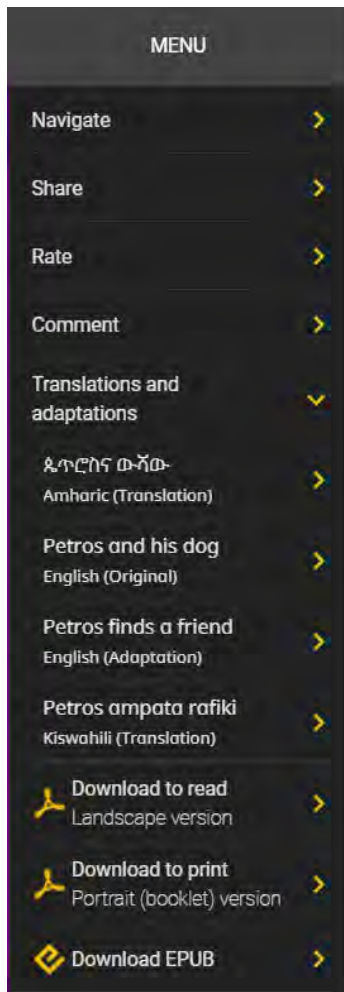 MENU
Navigate
Share
Rate
Comment
Translations and
adaptations
ጴጥሮስና ውሻው
Amharic (Translation)
Petros and his dog
English (Original)
Petros finds a friend
English (Adaptation)
Petros ampata rafiki
Kiswahili (Translation)
Download to read
Landscape version
Download to print
Portrait (booklet) version
Download EPUB